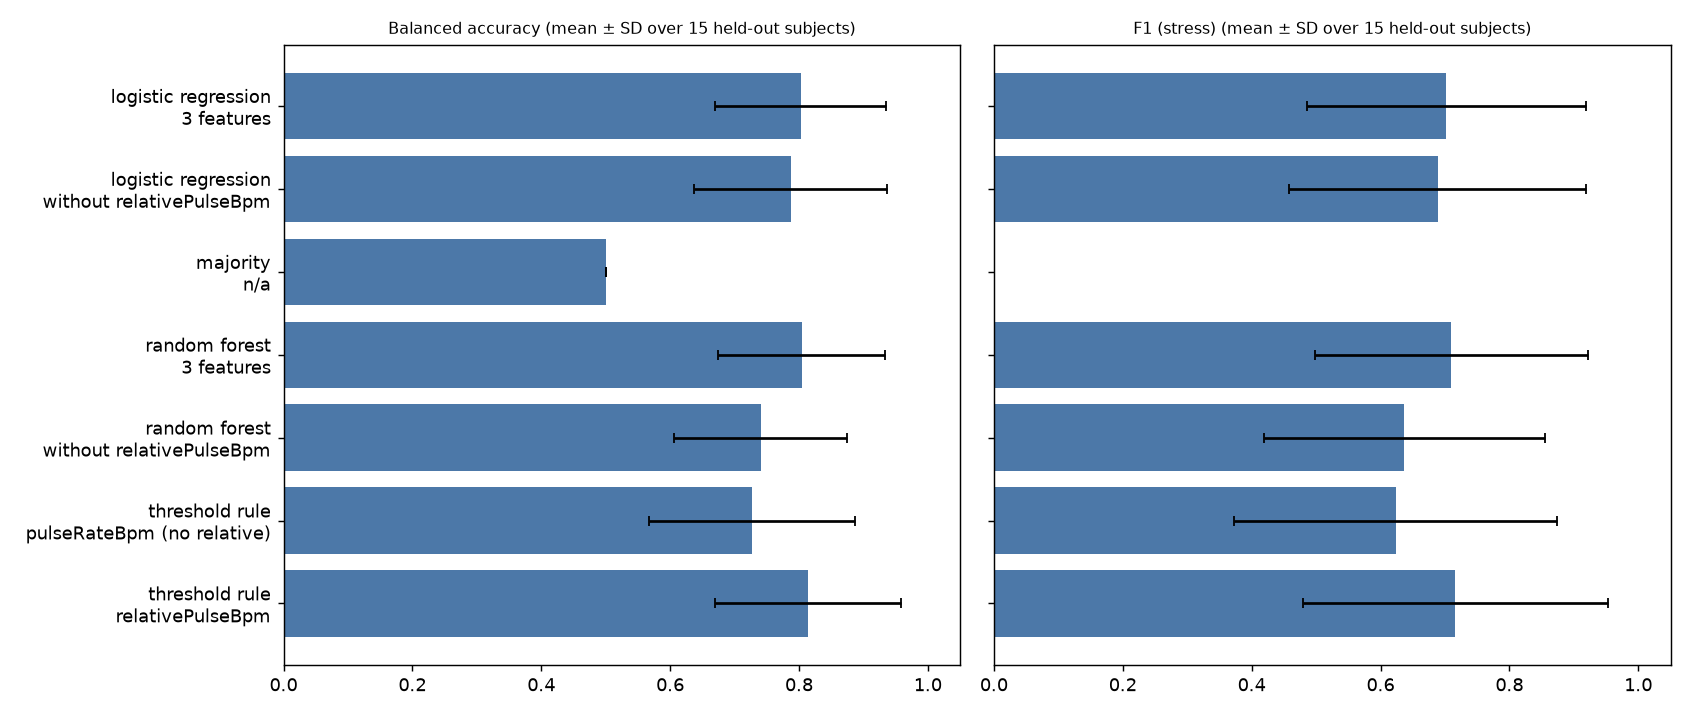 Balanced accuracy (mean ± SD over 15 held-out subjects)
F1 (stress) (mean ± SD over 15 held-out subjects)
logistic regression
3 features
logistic regression
without relativePulseBpm
majority
n/a
random forest
3 features
random forest
without relativePulseBpm
threshold rule
pulseRateBpm (no relative)
threshold rule
relativePulseBpm
0.0 0.2 0.4 0.6 0.8 1.0
0.0 0.2 0.4 0.6 0.8 1.0